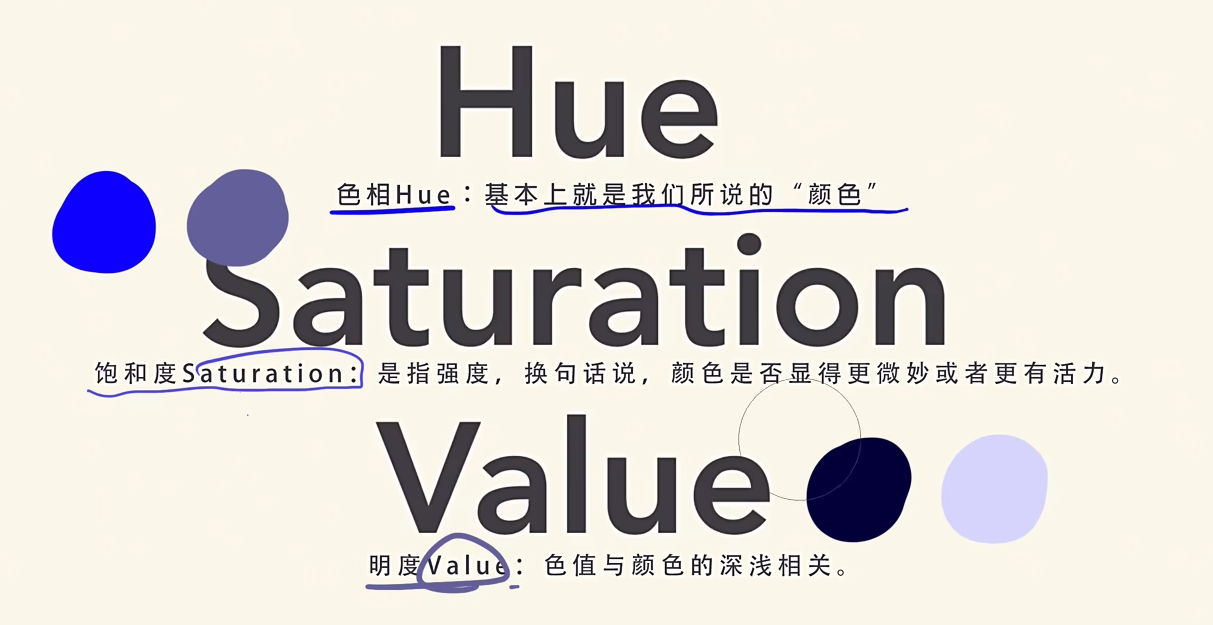 Hue
色相Hue：基本上就是我们所说的“颜色”
Saturation
饱和度Saturation：是指强度，换句话说，颜色是否显得更微妙或者更有活力。
Value
明度Value：色值与颜色的深浅相关。